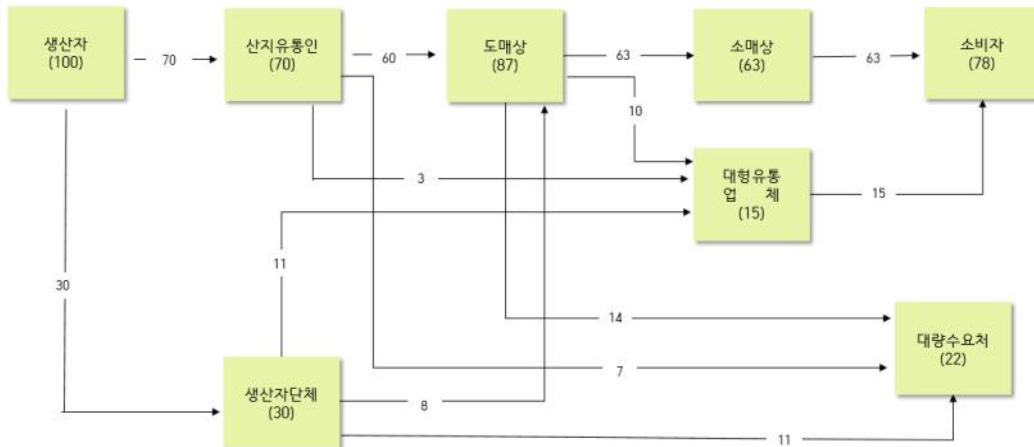 생산자
(100)
70
산지유통인
(70)
60
도매상
(87)
63
소매상
(63)
63
소비자
(78)
10
3
대형유통
업 체
(15)
15
11
30
14
대량수요처
(22)
7
생산자단체
(30)
8
11